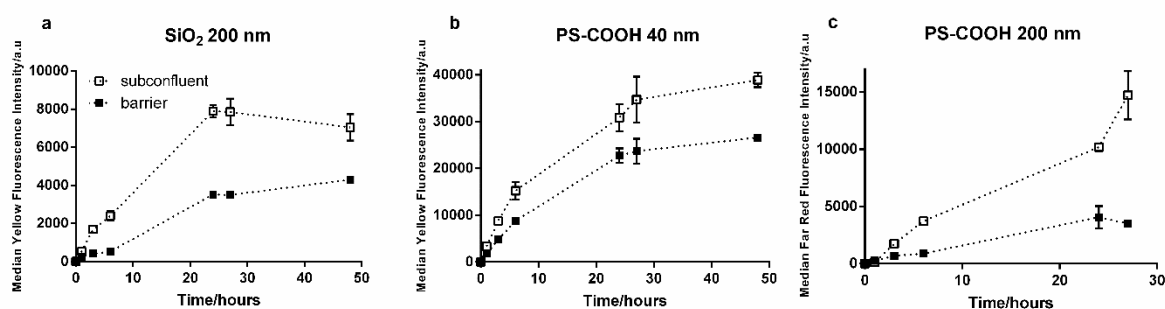 a
SiO₂ 200 nm
Median Yellow Fluorescence Intensity/a.u
10000
8000
6000
4000
2000
0
subconfluent
barrier
0
10
20
30
40
50
Time/hours
b
PS-COOH 40 nm
Median Yellow Fluorescence Intensity/a.u
40000
30000
20000
10000
0
0
10
20
30
40
50
Time/hours
c
PS-COOH 200 nm
Median Far Red Fluorescence Intensity/a.u
15000
10000
5000
0
0
10
20
30
Time/hours